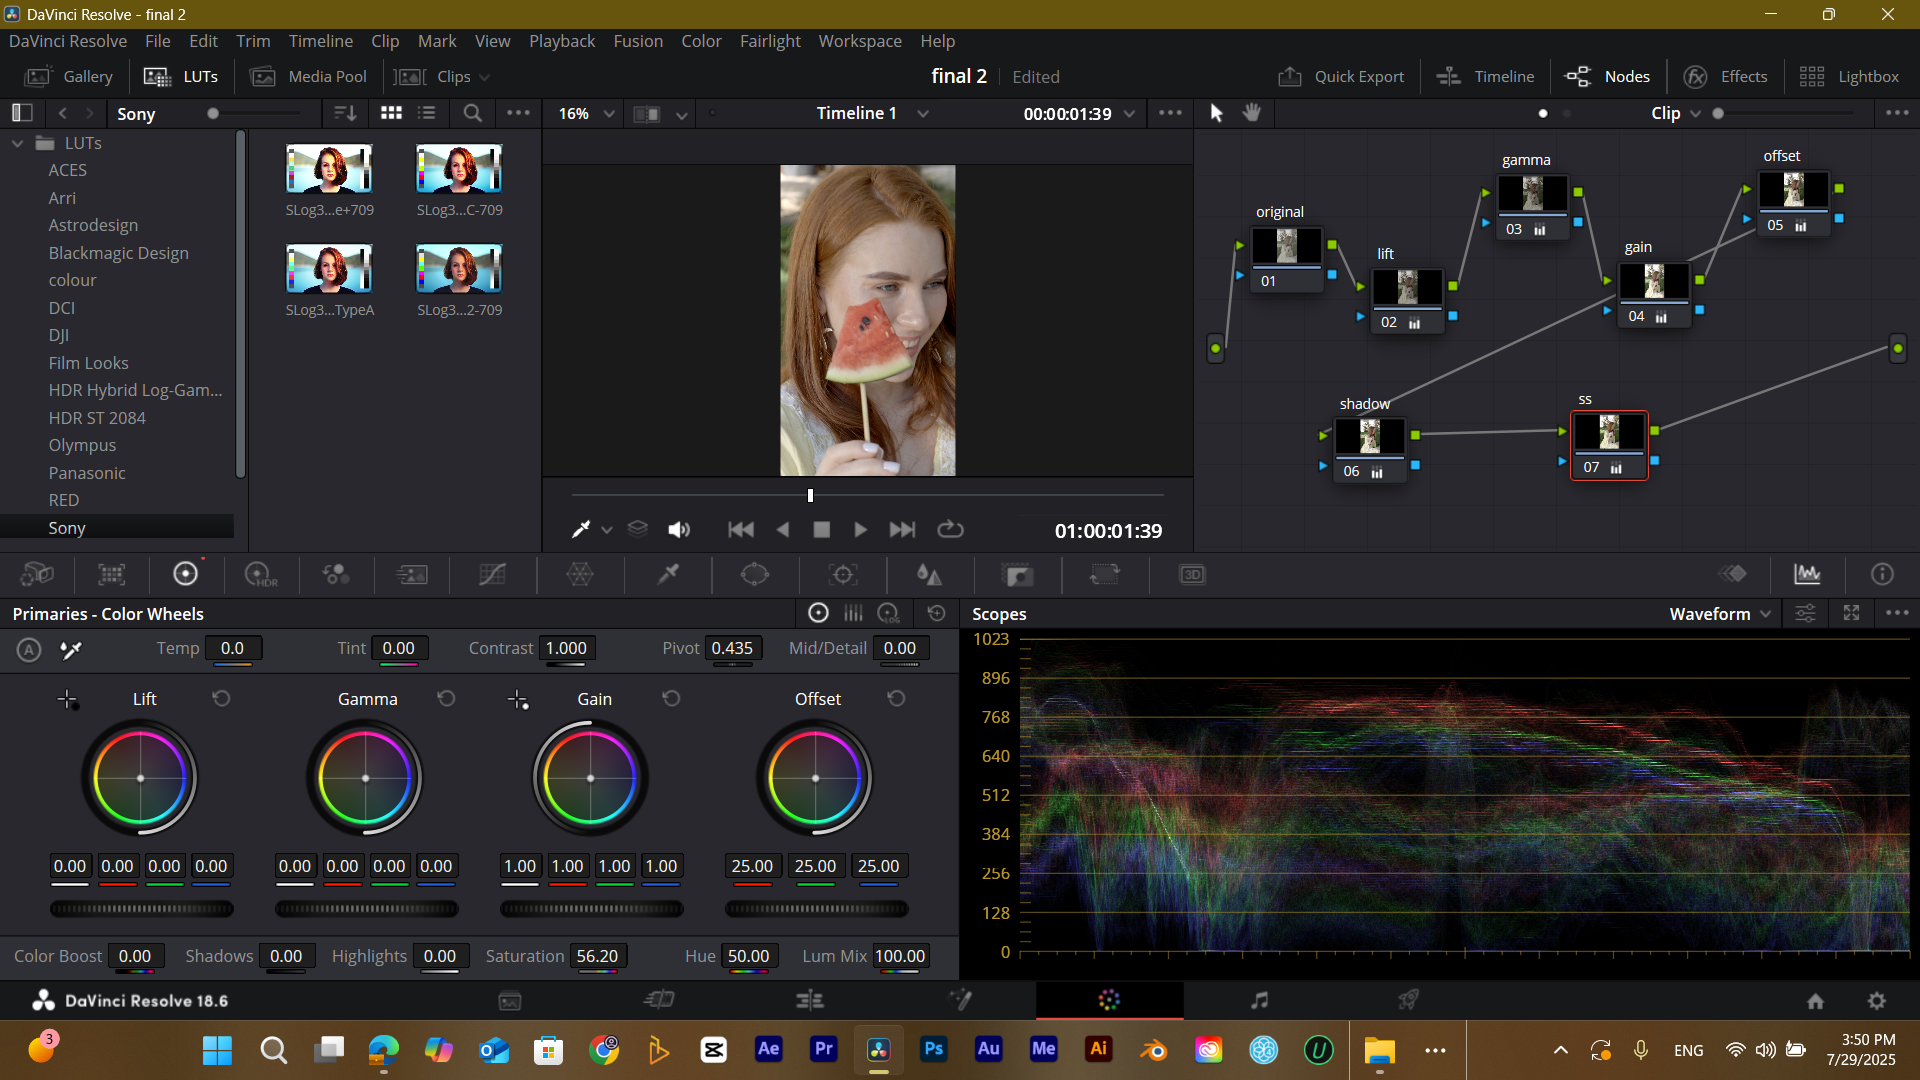 DaVinci Resolve - final 2
DaVinci Resolve File Edit Trim Timeline Clip Mark View Playback Fusion Color Fairlight Workspace Help
Gallery LUTs Media Pool Clips final 2 Edited Quick Export Timeline Nodes Effects Lightbox
Sony 16% Timeline 1 00:00:01:39 Clip
LUTs
ACES
Arri
Astrodesign
Blackmagic Design
colour
DCI
DJI
Film Looks
HDR Hybrid Log-Gam...
HDR ST 2084
Olympus
Panasonic
RED
Sony
SLog3...e+709 SLog3...C-709
SLog3...TypeA SLog3...2-709
01:00:01:39
original
01
lift
02
gamma
03
gain
04
offset
05
shadow
06
ss
07
HDR
3D
Primaries - Color Wheels
LOG
A Temp 0.0 Tint 0.00 Contrast 1.000 Pivot 0.435 Mid/Detail 0.00
Lift Gamma Gain Offset
0.00 0.00 0.00 0.00 0.00 0.00 0.00 0.00 1.00 1.00 1.00 1.00 25.00 25.00 25.00
Color Boost 0.00 Shadows 0.00 Highlights 0.00 Saturation 56.20 Hue 50.00 Lum Mix 100.00
Scopes Waveform
1023
896
768
640
512
384
256
128
0
DaVinci Resolve 18.6
3 Ae Pr Ps Au Me Ai U ENG
3:50 PM
7/29/2025